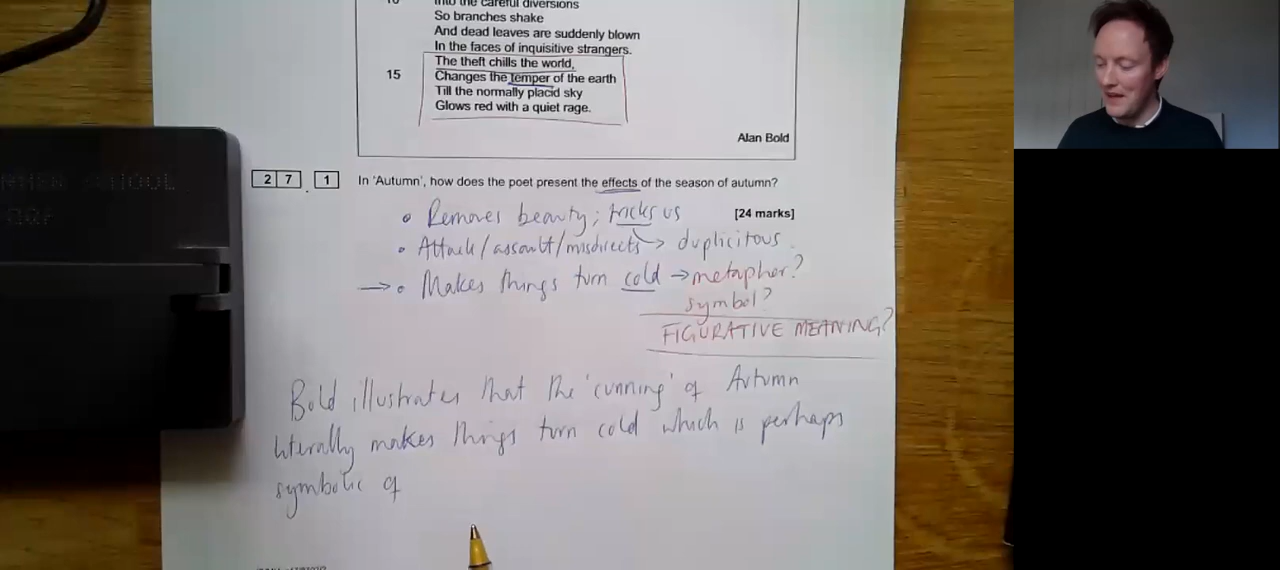 10 Into the careful diversions
So branches shake
And dead leaves are suddenly blown
In the faces of inquisitive strangers.
The theft chills the world,
15 Changes the temper of the earth
Till the normally placid sky
Glows red with a quiet rage.
Alan Bold
27.1 In 'Autumn', how does the poet present the effects of the season of autumn?
[24 marks]
• Removes beauty; tricks us
• Attack/assault/misdirects → duplicitous.
→ • Makes things turn cold → metaphor?
symbol?
FIGURATIVE MEANING?
Bold illustrates that the 'cunning' of Autumn
literally makes things turn cold which is perhaps
symbolic of